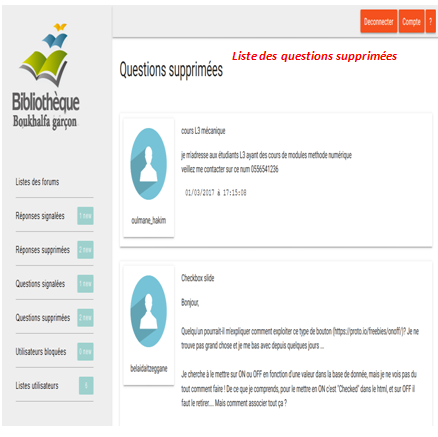 Deconnecter Compte ?
Liste des questions supprimées
Bibliothèque
Boukhalfa garçon
Questions supprimées
cours L3 mécanique
je m'adresse aux étudiants L3 ayant des cours de modules methode numérique
veillez me contacter sur ce num 0556541236
01/03/2017 à 17:15:08
oulmane_hakim
Listes des forums
Réponses signalées 1 new
Réponses supprimées 2 new
Questions signalées 1 new
Questions supprimées 2 new
Utilisateurs bloquées
Listes utilisateurs
Checkbox slide
Bonjour,
Quelqu'un pourrait-il m'expliquer comment exploiter ce type de bouton (https://proto.io/freebies/onoff/)? Je ne
trouve pas grand chose et je me bas avec depuis quelques jours ...
Je cherche à le mettre sur ON ou OFF en fonction d'une valeur dans la base de donnée, mais je ne vois pas du
tout comment faire ! De ce que je comprends, pour le mettre en ON c'est "Checked" dans le html, et sur OFF il
faut le retirer... Mais comment associer tout ça ?
belaidaitzeggane